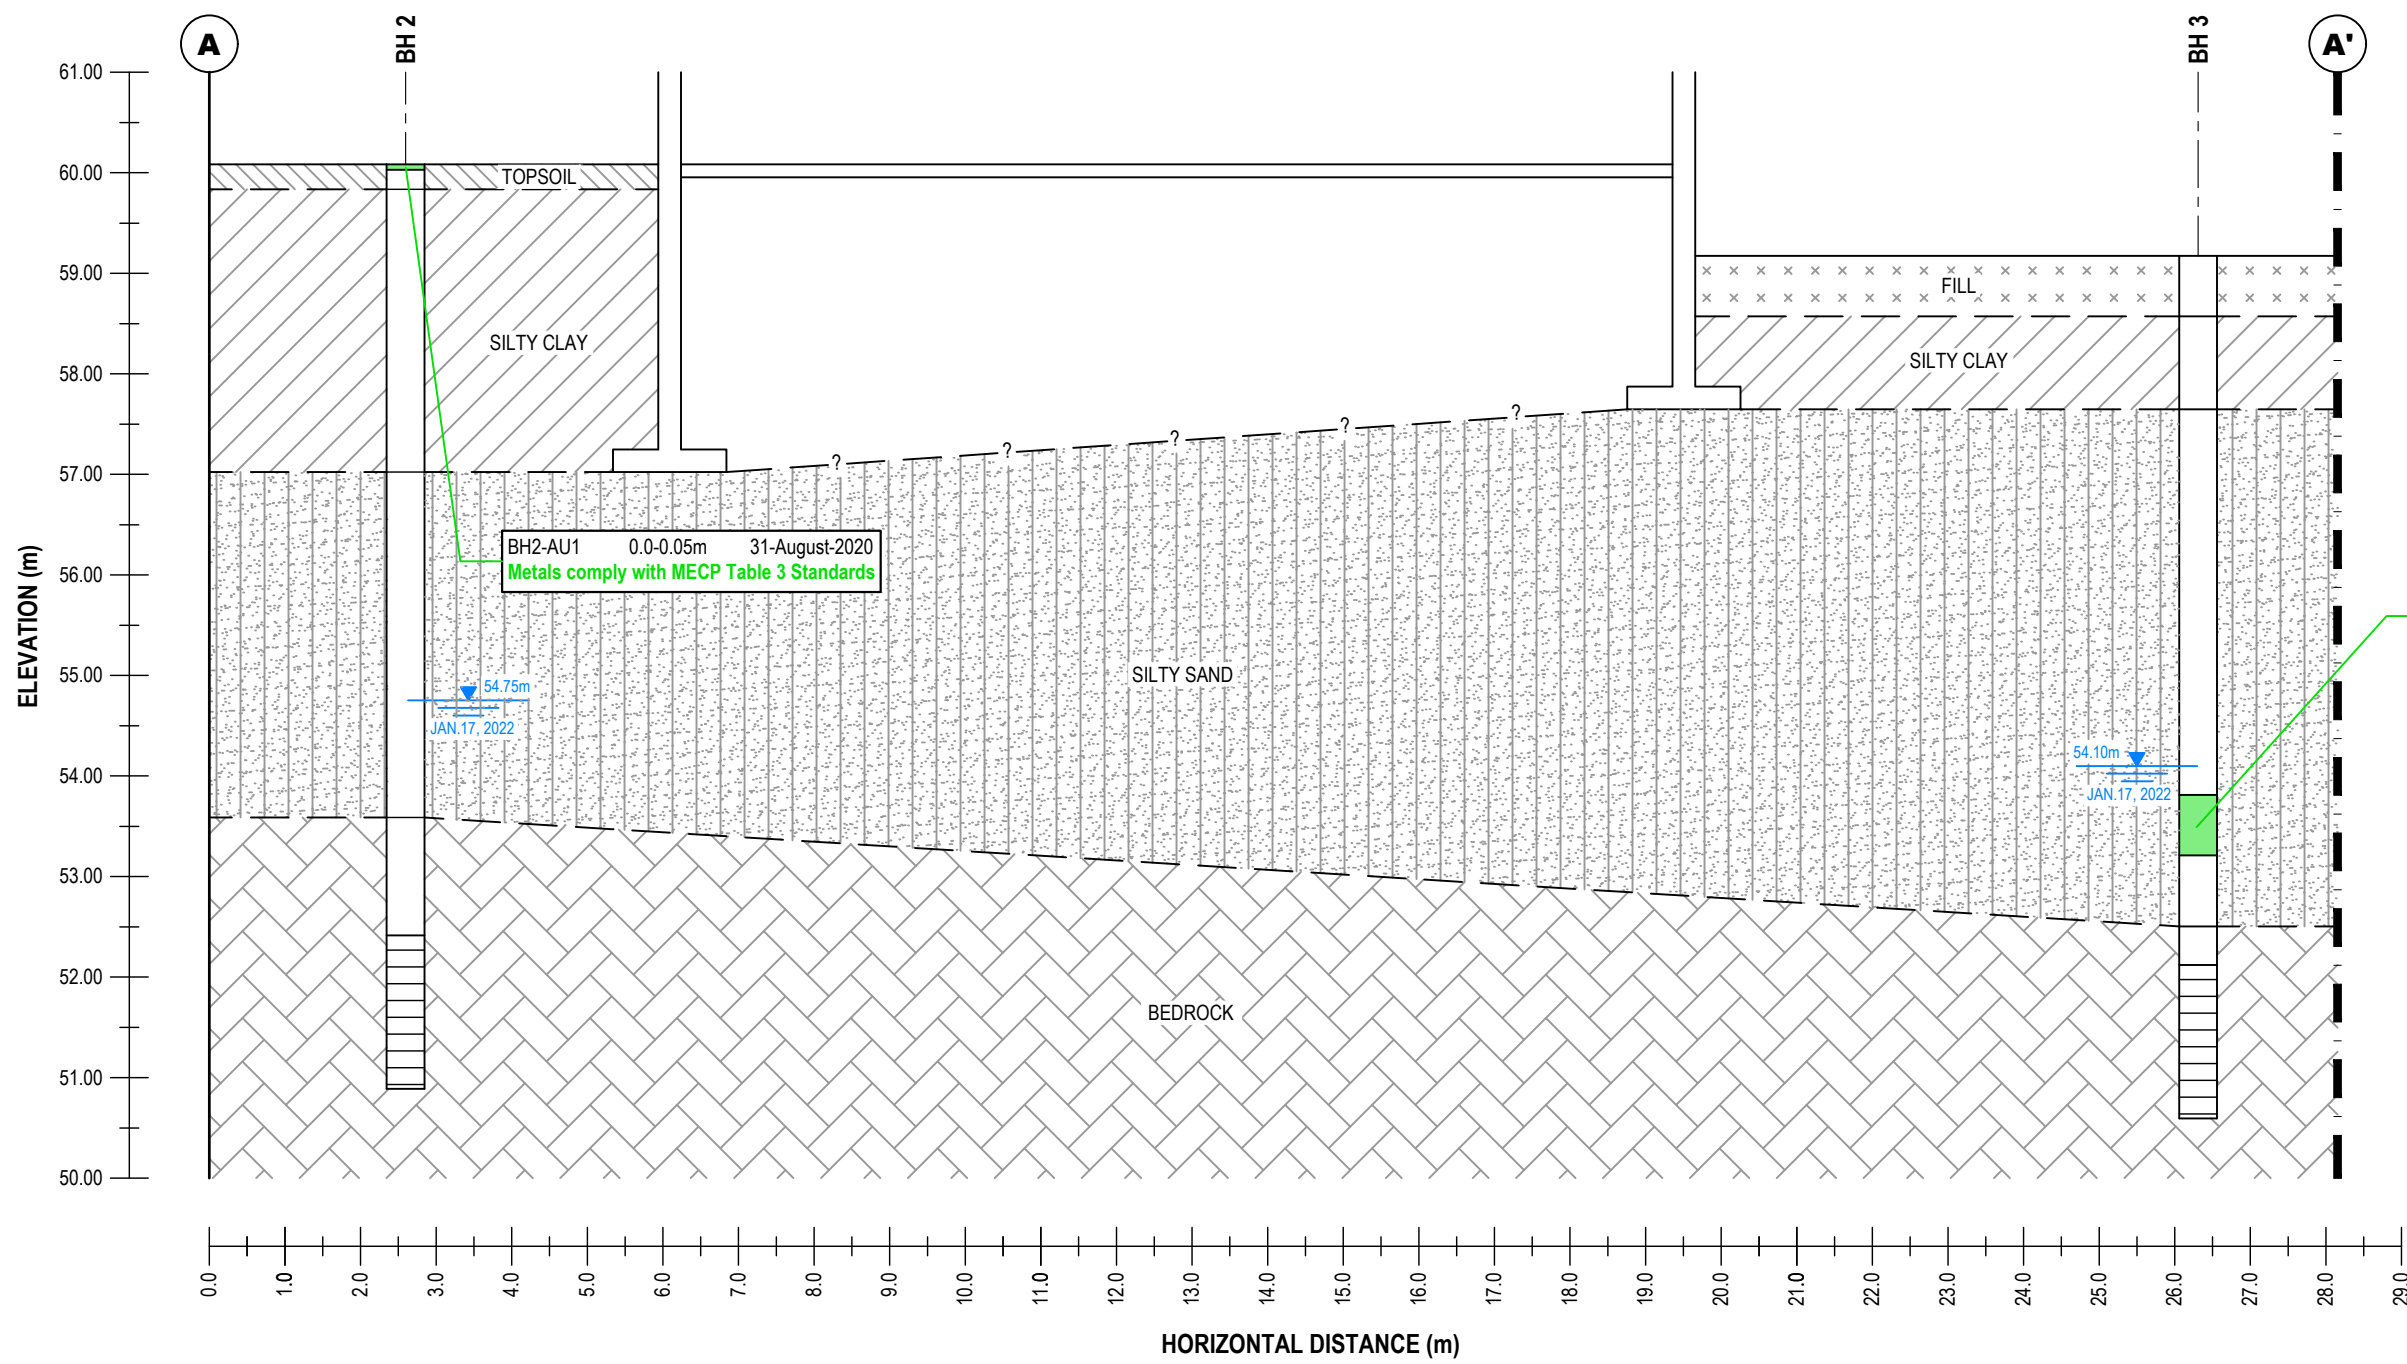 A
BH 2
BH 3
A'
61.00
60.00
59.00
58.00
57.00
56.00
55.00
54.00
53.00
52.00
51.00
50.00
ELEVATION (m)
TOPSOIL
SILTY CLAY
FILL
SILTY CLAY
? ? ? ? ?
BH2-AU1 0.0-0.05m 31-August-2020
Metals comply with MECP Table 3 Standards
SILTY SAND
54.75m
JAN.17, 2022
54.10m
JAN.17, 2022
BEDROCK
0.0 1.0 2.0 3.0 4.0 5.0 6.0 7.0 8.0 9.0 10.0 11.0 12.0 13.0 14.0 15.0 16.0 17.0 18.0 19.0 20.0 21.0 22.0 23.0 24.0 25.0 26.0 27.0 28.0 29.0
HORIZONTAL DISTANCE (m)